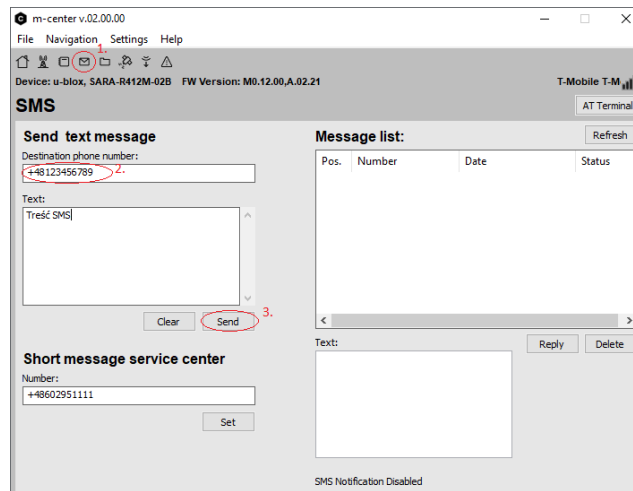 m-center v.02.00.00
File Navigation Settings Help
1.
Device: u-blox, SARA-R412M-02B FW Version: M0.12.00,A.02.21
T-Mobile T-M
SMS
AT Terminal
Send text message
Destination phone number:
+48123456789
2.
Text:
Treść SMS
Clear
Send
3.
Short message service center
Number:
+48602951111
Set
Message list:
Refresh
Pos. Number Date Status
Text:
Reply
Delete
SMS Notification Disabled